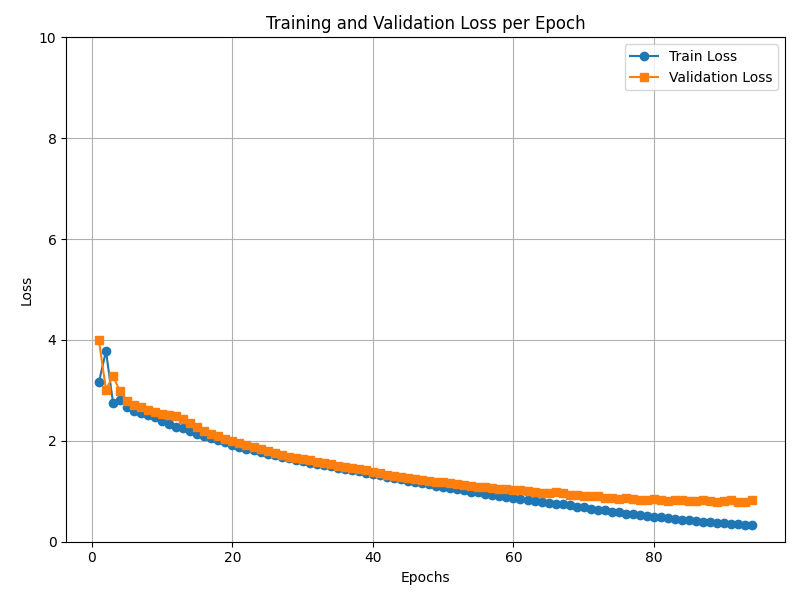 Training and Validation Loss per Epoch
10
8
6
4
2
0
Loss
Train Loss
Validation Loss
0 20 40 60 80
Epochs